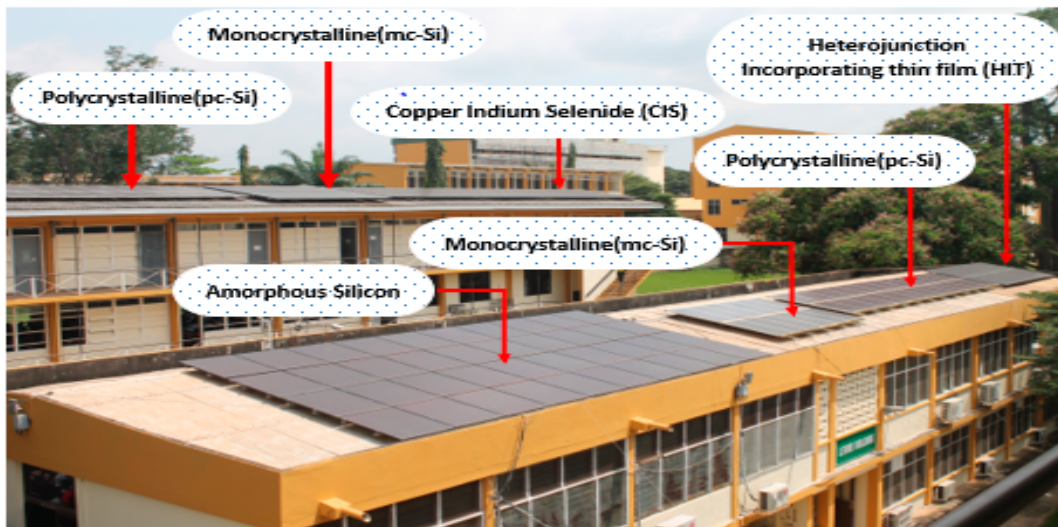 Monocrystalline(mc-Si)
Heterojunction
Incorporating thin film (HIT)
Polycrystalline(pc-Si)
Copper Indium Selenide (CIS)
Polycrystalline(pc-Si)
Monocrystalline(mc-Si)
Amorphous Silicon